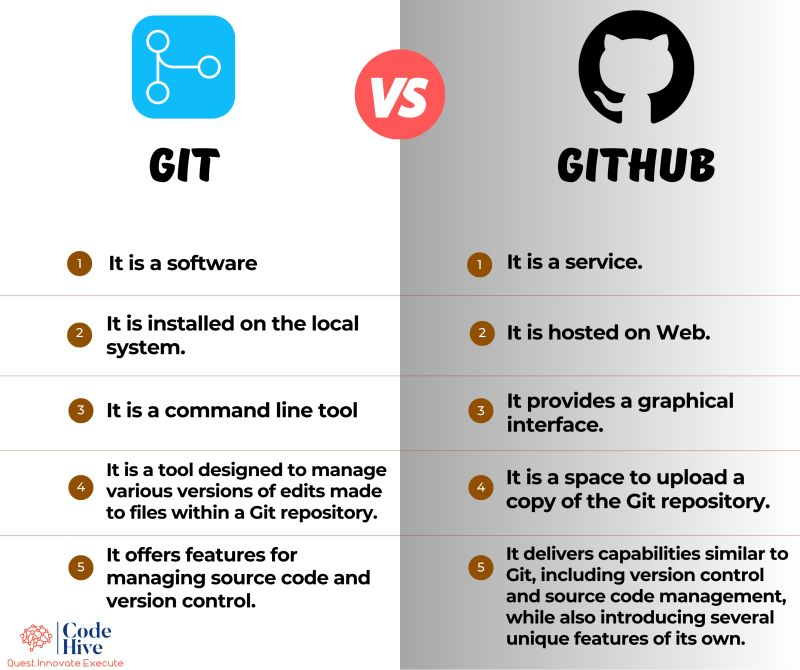 VS
GIT
GITHUB
1 It is a software
1 It is a service.
2 It is installed on the local
system.
2 It is hosted on Web.
3 It is a command line tool
3 It provides a graphical
interface.
4 It is a tool designed to manage
various versions of edits made
to files within a Git repository.
4 It is a space to upload a
copy of the Git repository.
5 It offers features for
managing source code and
version control.
5 It delivers capabilities similar to
Git, including version control
and source code management,
while also introducing several
unique features of its own.
Code
Hive
Quest.Innovate.Execute